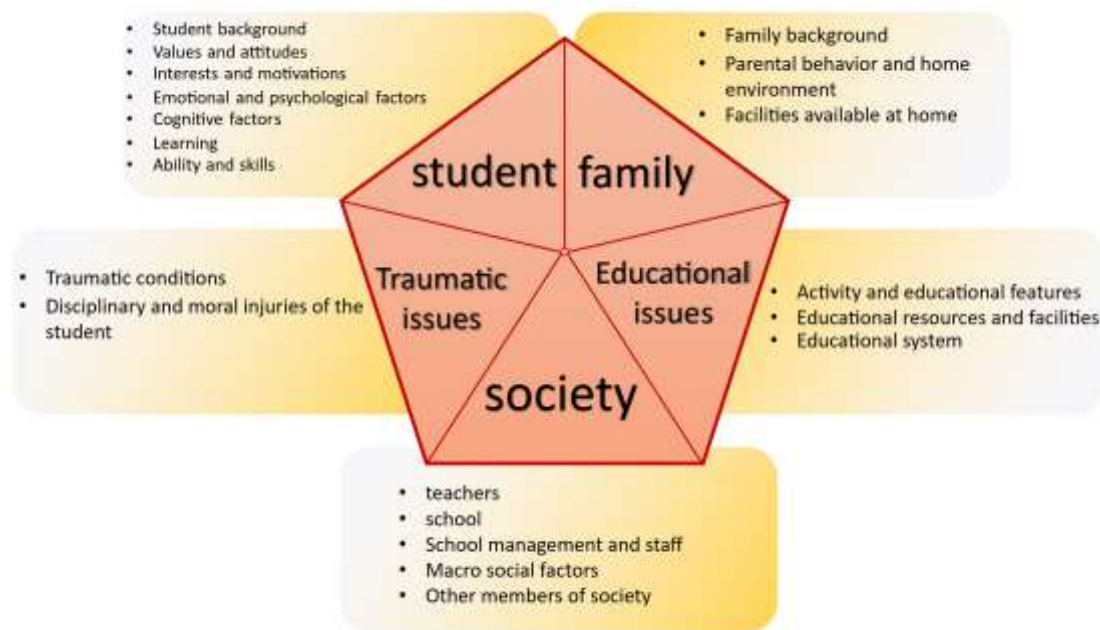 Student background
Values and attitudes
Interests and motivations
Emotional and psychological factors
Cognitive factors
Learning
Ability and skills
Family background
Parental behavior and home
environment
Facilities available at home
student
family
Traumatic conditions
Disciplinary and moral injuries of the
student
Traumatic
issues
Educational
issues
Activity and educational features
Educational resources and facilities
Educational system
society
teachers
school
School management and staff
Macro social factors
Other members of society